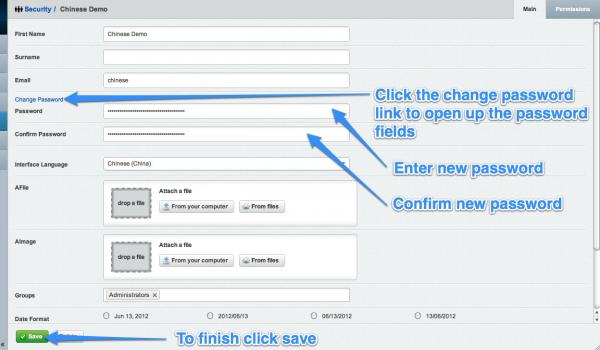 Security / Chinese Demo
Main
Permissions
First Name
Chinese Demo
Surname
Email
chinese
Change Password
Click the change password
link to open up the password
fields
Password
••••••••••••••••••••••••••••••••••
Enter new password
Confirm Password
••••••••••••••••••••••••••••••••••
Confirm new password
Interface Language
Chinese (China)
AFile
drop a file
Attach a file
From your computer
From files
AImage
drop a file
Attach a file
From your computer
From files
Groups
Administrators ×
Date Format
Jun 13, 2012
2012/06/13
06/13/2012
13/06/2012
Save
To finish click save
«